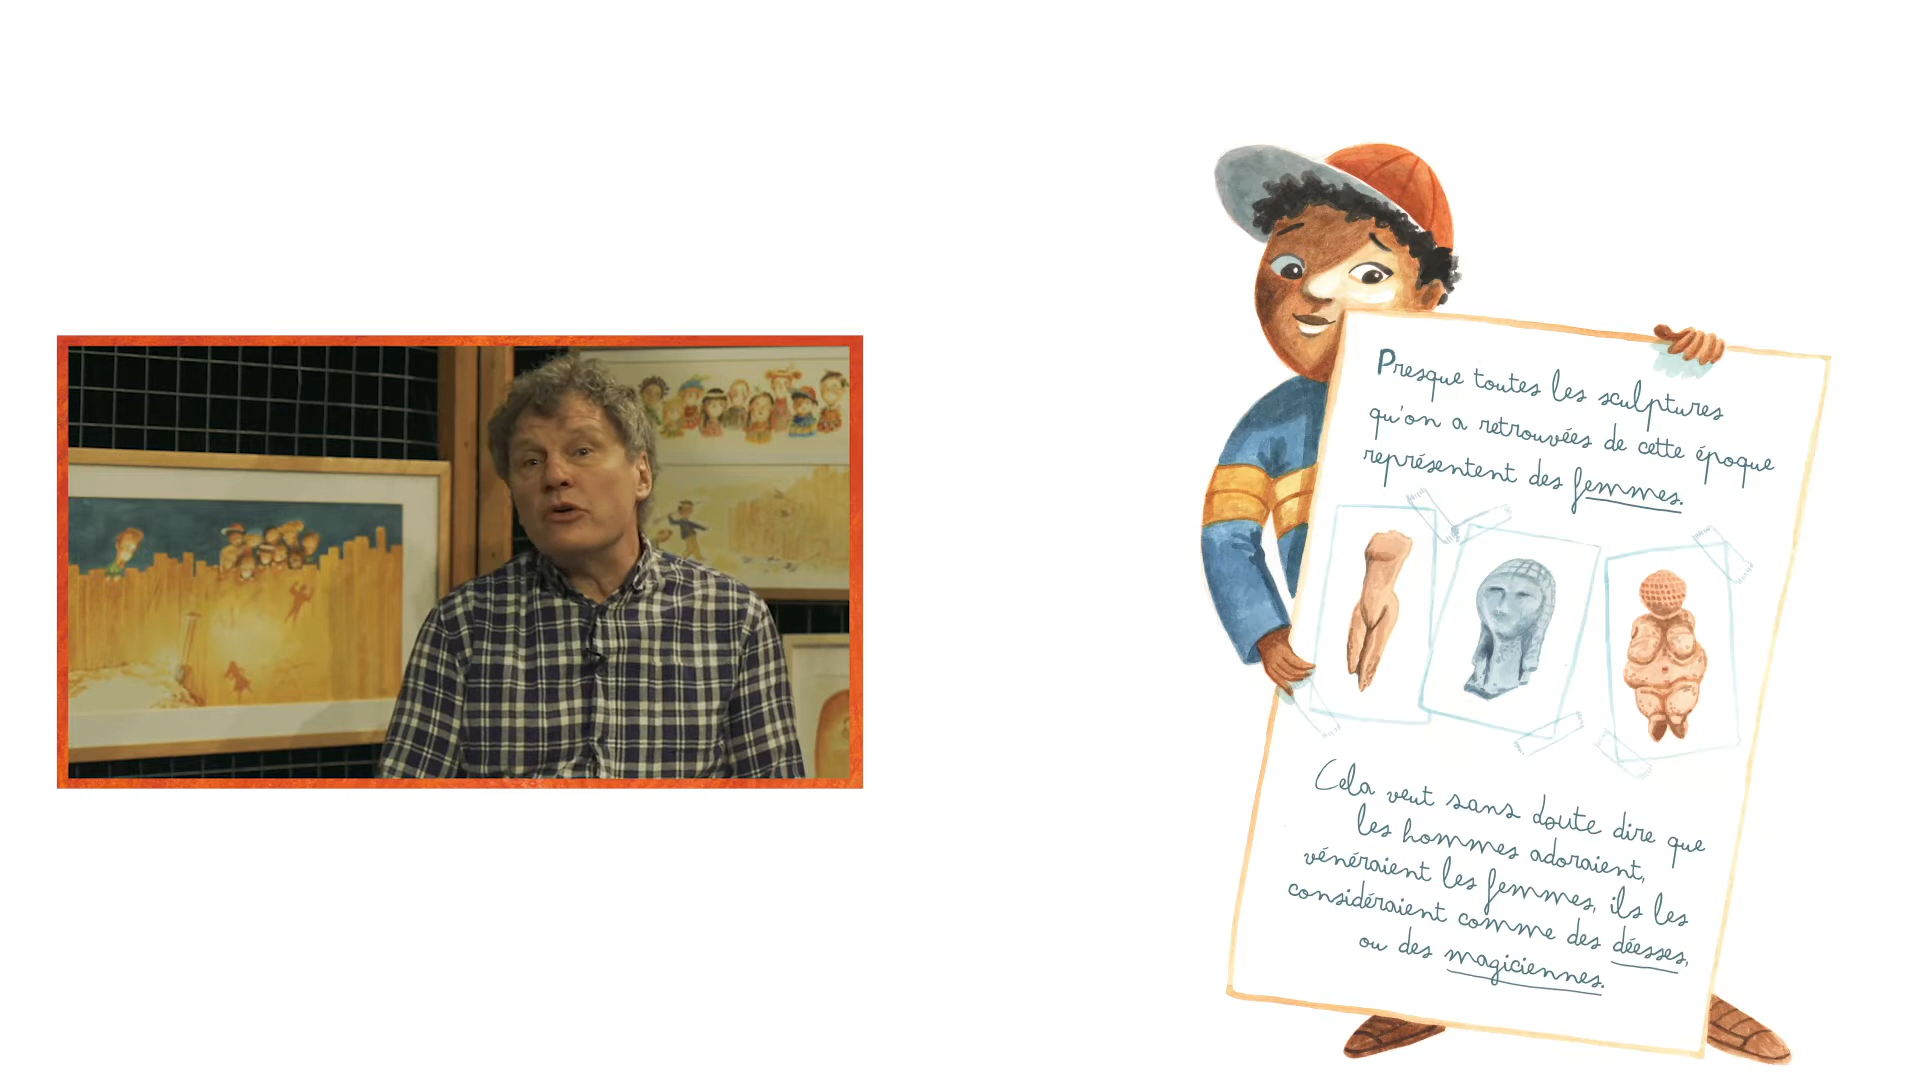 Presque toutes les sculptures
qu'on a retrouvées de cette époque
représentent des femmes.
Cela veut sans doute dire que
les hommes adoraient,
vénéraient les femmes, ils les
considéraient comme des déesses,
ou des magiciennes.